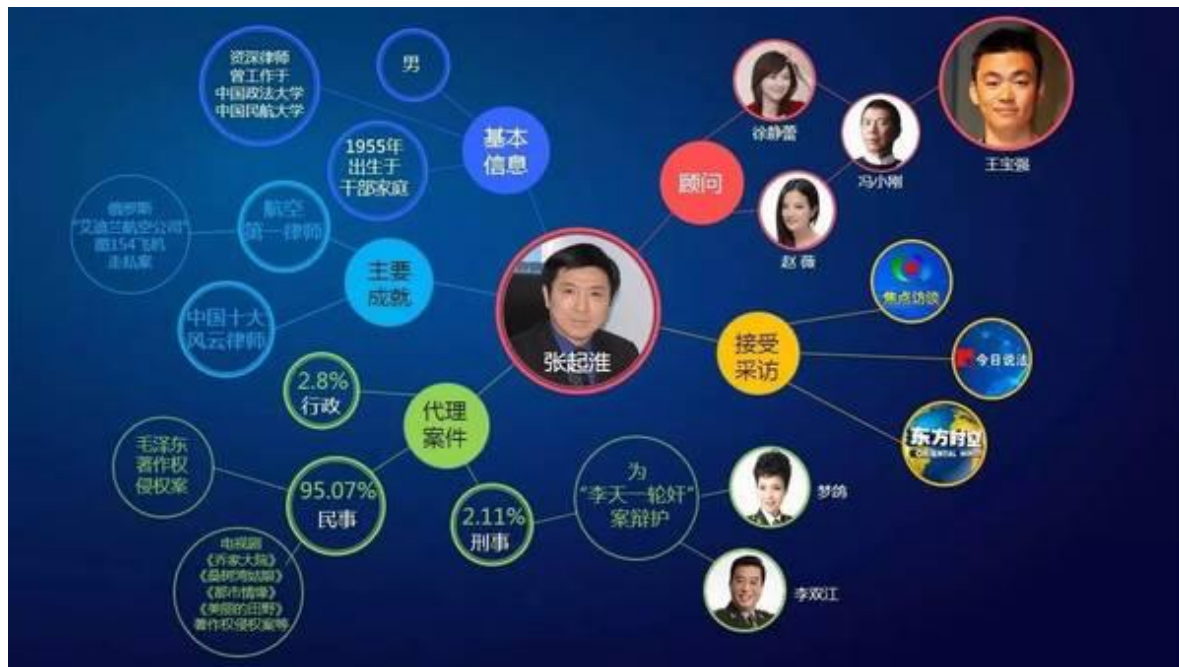 资深律师
曾工作于
中国政法大学
中国民航大学
男
1955年
出生于
干部家庭
基本
信息
俄罗斯
“艾迪兰航空公司”
图154飞机
走私案
航空
第一律师
中国十大
风云律师
主要
成就
顾问
徐静蕾
冯小刚
王宝强
赵薇
张起淮
接受
采访
焦点访谈
今日说法
东方时空
ORIENTAL
代理
案件
2.8%
行政
95.07%
民事
2.11%
刑事
毛泽东
著作权
侵权案
电视剧
《乔家大院》
《桑树湾姑娘》
《都市情缘》
《美丽的田野》
著作权侵权案等
为
“李天一轮奸”
案辩护
梦鸽
李双江